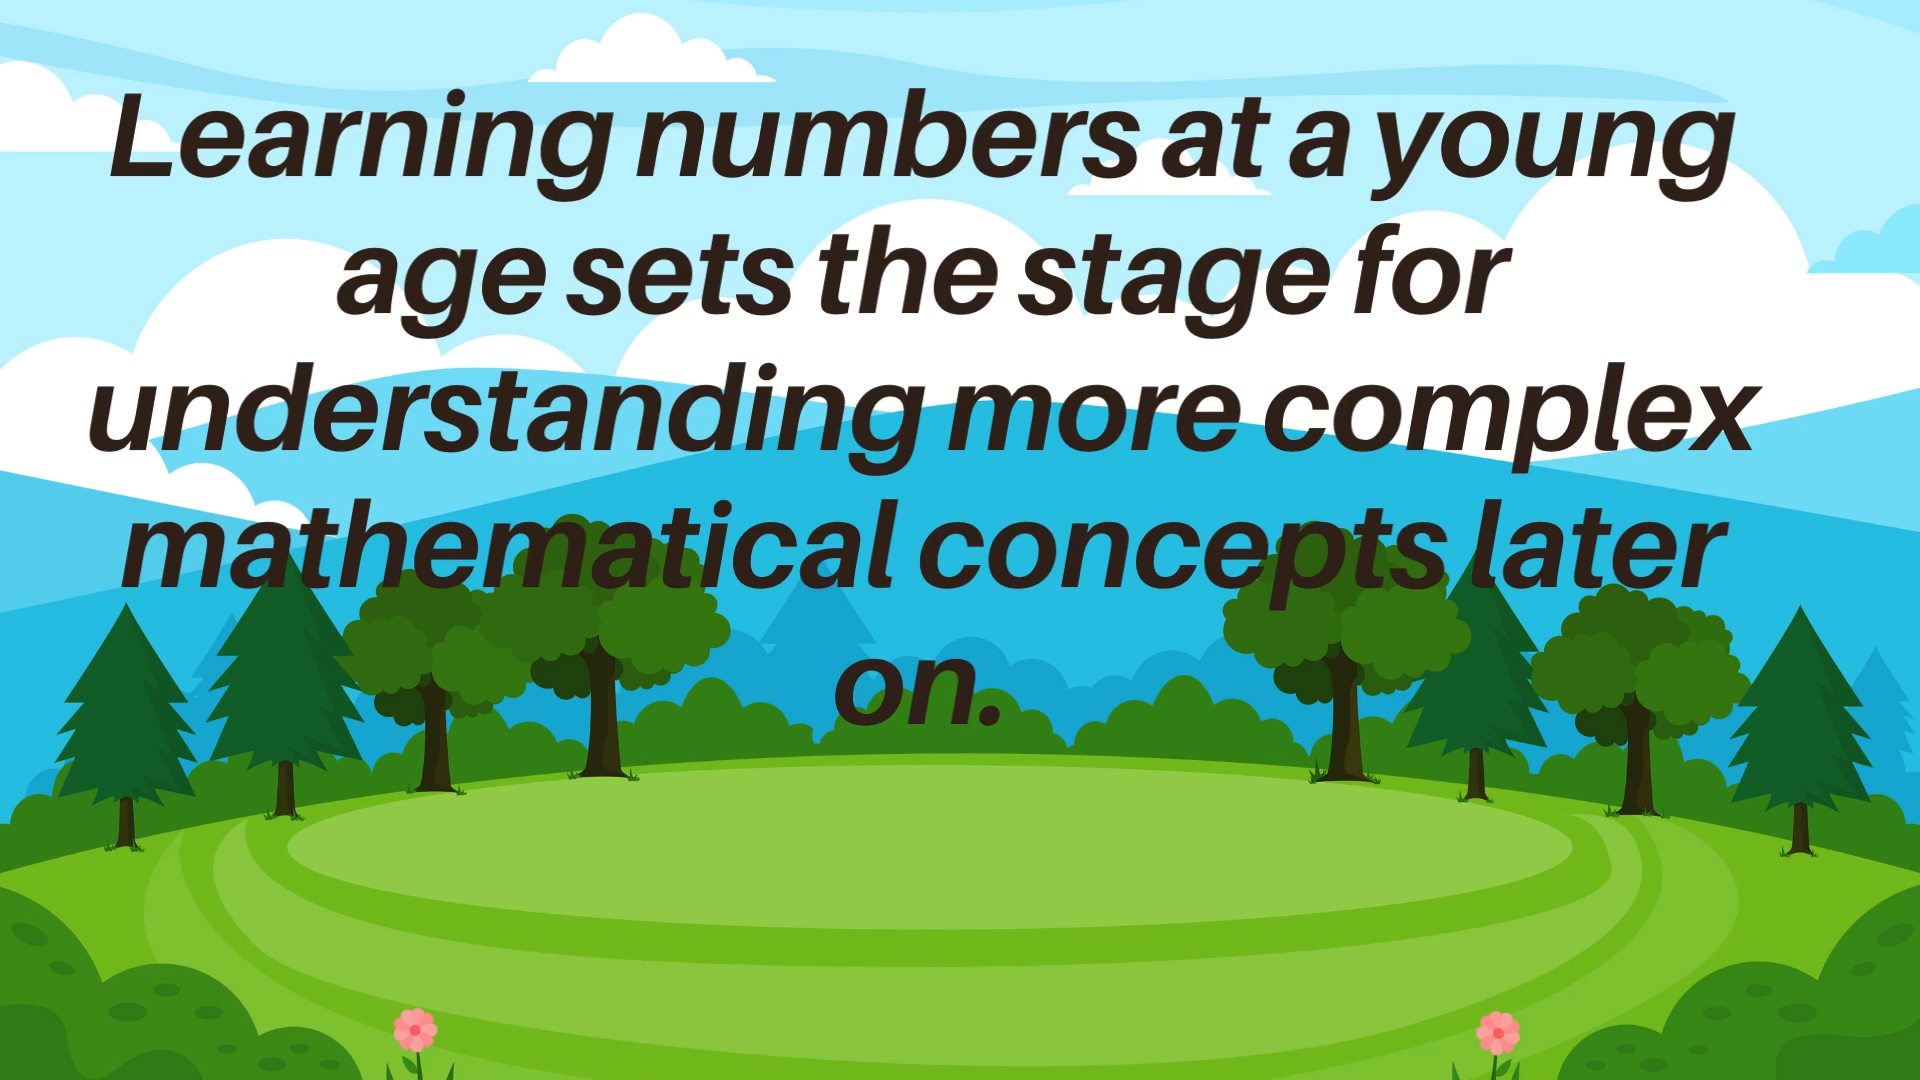 Learning numbers at a young
age sets the stage for
understanding more complex
mathematical concepts later
on.